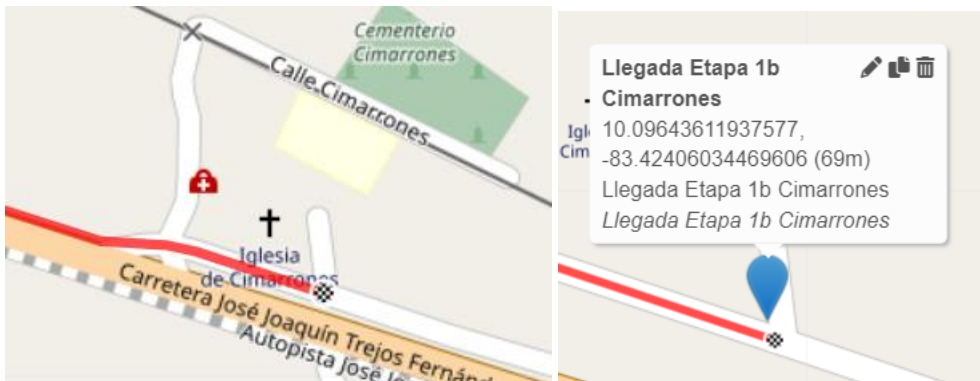 Cementerio
Cimarrones
Calle Cimarrones
Iglesia
de Cimarrones
Carretera José Joaquín Trejos Fernánd
Autopista José Jo
Llegada Etapa 1b
Cimarrones
10.09643611937577,
-83.42406034469606 (69m)
Llegada Etapa 1b Cimarrones
Llegada Etapa 1b Cimarrones
Igl
Cim